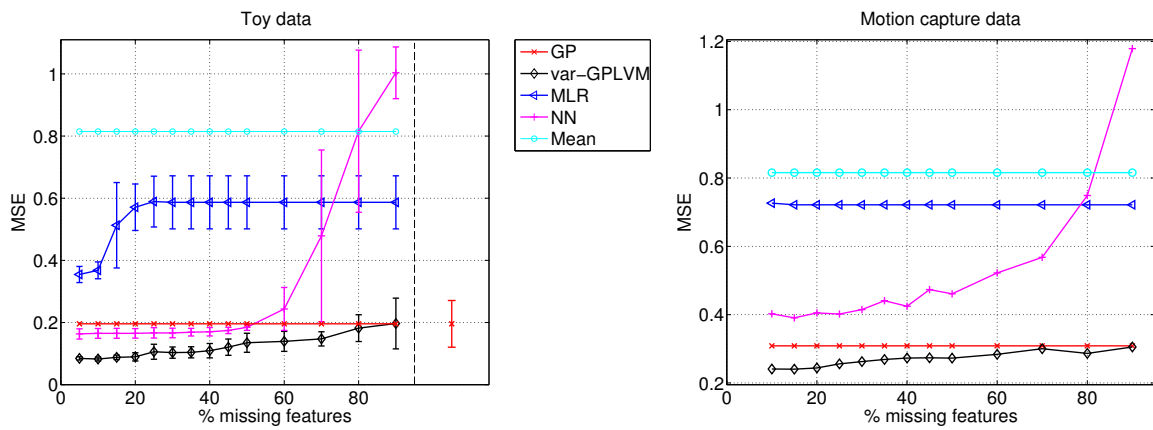 Toy data
MSE
1
0.8
0.6
0.4
0.2
0
0 20 40 60 80
% missing features
GP
var−GPLVM
MLR
NN
Mean
Motion capture data
MSE
1.2
1
0.8
0.6
0.4
0.2
0 20 40 60 80
% missing features